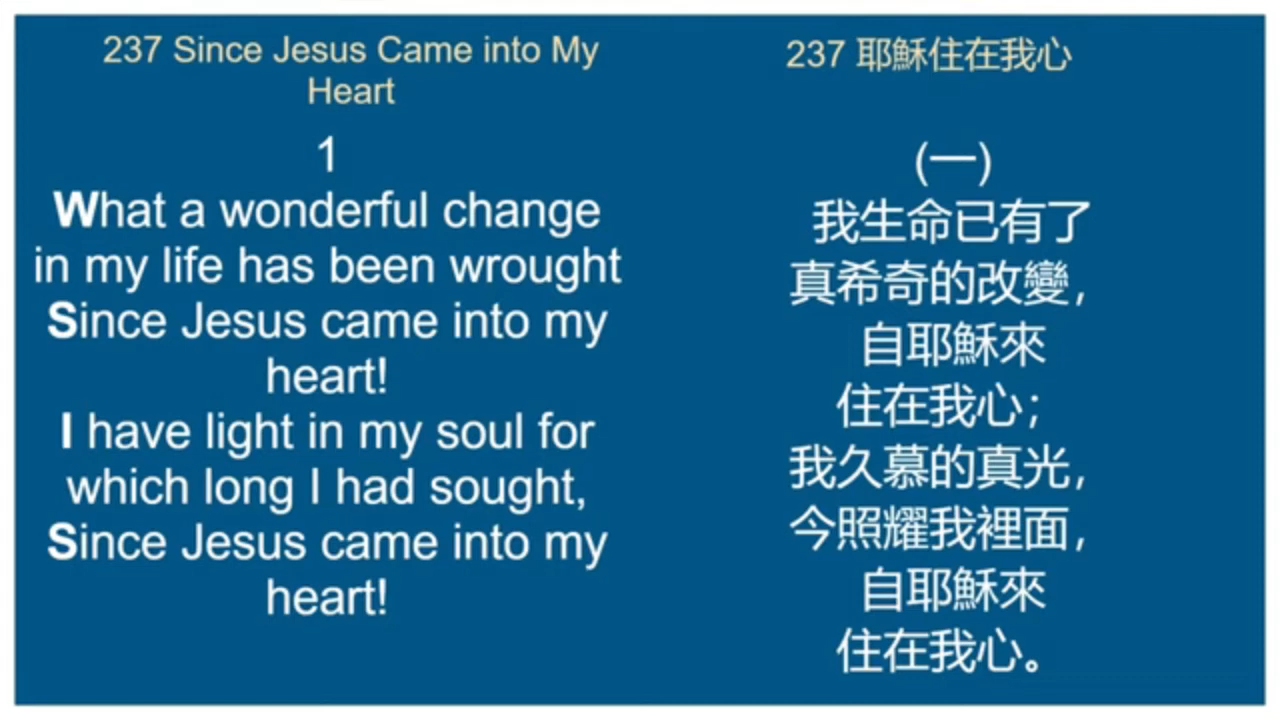 237 Since Jesus Came into My
Heart
1
What a wonderful change
in my life has been wrought
Since Jesus came into my
heart!
I have light in my soul for
which long I had sought,
Since Jesus came into my
heart!
237 耶穌住在我心
(一)
我生命已有了
真希奇的改變，
自耶穌來
住在我心；
我久慕的真光，
今照耀我裡面，
自耶穌來
住在我心。